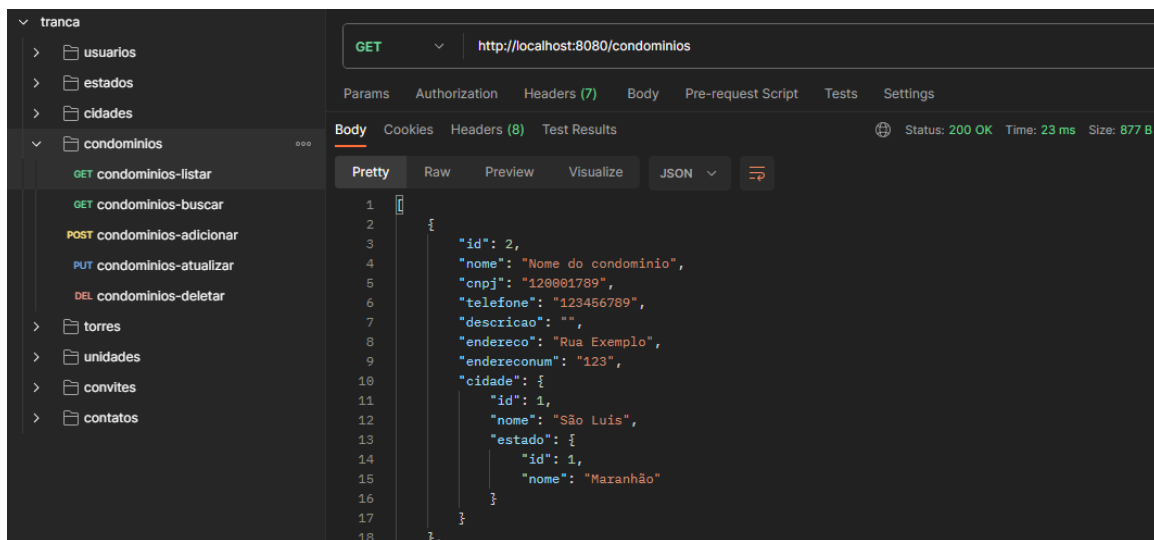 tranca
usuarios
estados
cidades
condominios
GET condominios-listar
GET condominios-buscar
POST condominios-adicionar
PUT condominios-atualizar
DEL condominios-deletar
torres
unidades
convites
contatos
GET http://localhost:8080/condominios
Params Authorization Headers (7) Body Pre-request Script Tests Settings
Body Cookies Headers (8) Test Results Status: 200 OK Time: 23 ms Size: 877 B
Pretty Raw Preview Visualize JSON
1 [
2 {
3 "id": 2,
4 "nome": "Nome do condominio",
5 "cnpj": "120001789",
6 "telefone": "123456789",
7 "descricao": "",
8 "endereco": "Rua Exemplo",
9 "endereconum": "123",
10 "cidade": {
11 "id": 1,
12 "nome": "São Luis",
13 "estado": {
14 "id": 1,
15 "nome": "Maranhão"
16 }
17 }
18 },